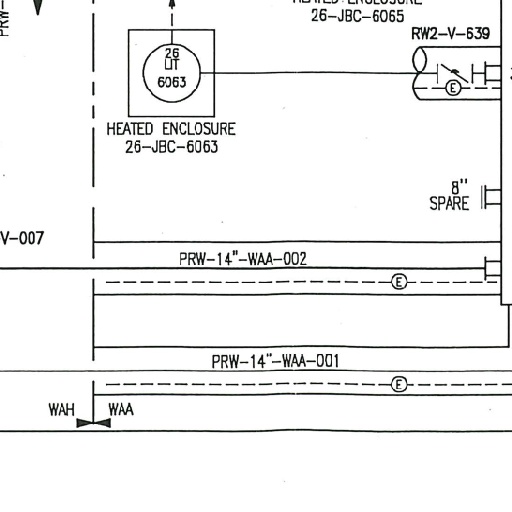 PRW-
HEATED ENCLOSURE
26-JBC-6065
RW2-V-639
26
LIT
6063
E
HEATED ENCLOSURE
26-JBC-6063
8"
SPARE
V-007
PRW-14"-WAA-002
E
PRW-14"-WAA-001
E
WAH WAA